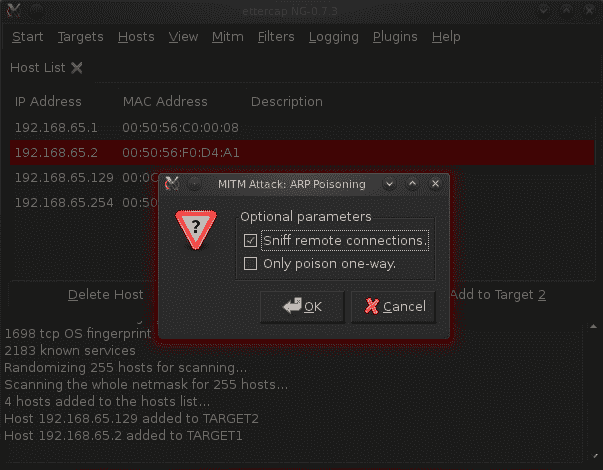 ettercap NG-0.7.3
Start Targets Hosts View Mitm Filters Logging Plugins Help
Host List
IP Address MAC Address Description
192.168.65.1 00:50:56:C0:00:08
192.168.65.2 00:50:56:F0:D4:A1
192.168.65.129 00:0C
192.168.65.254 00:50
MITM Attack: ARP Poisoning
?
Optional parameters
Sniff remote connections.
Only poison one-way.
OK Cancel
Delete Host Add to Target 2
1698 tcp OS fingerprint
2183 known services
Randomizing 255 hosts for scanning...
Scanning the whole netmask for 255 hosts...
4 hosts added to the hosts list...
Host 192.168.65.129 added to TARGET2
Host 192.168.65.2 added to TARGET1